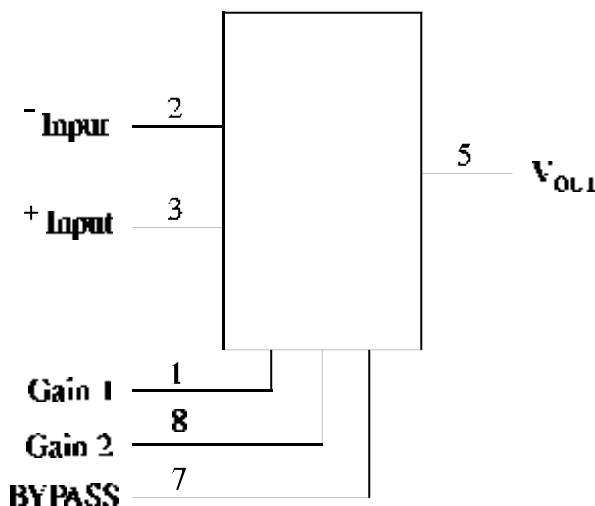 2
- Input
5
VOUT
3
+ Input
1
Gain 1
8
Gain 2
7
BYPASS